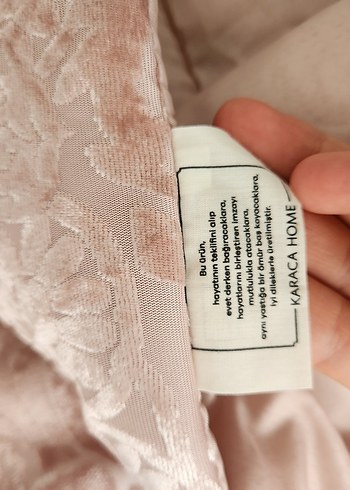 Bu ürün,
hayatının teklifini alıp
evet derken bağıracaklara,
hayatlarını birleştiren imzayı
mutlulukla atacaklara,
aynı yastığa bir ömür baş koyacaklara,
iyi dileklerle üretilmiştir.
KARACA HOME